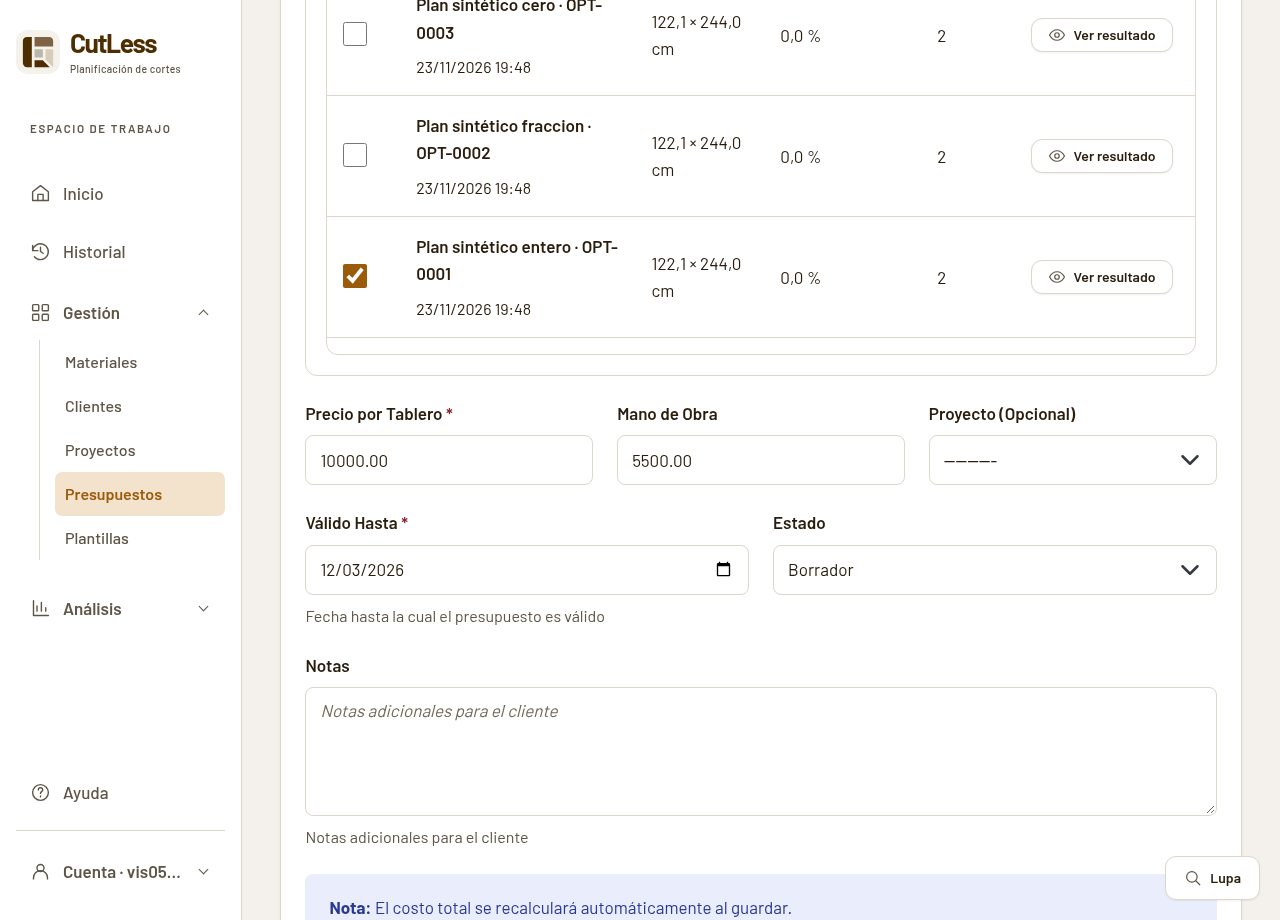 CutLess
Planificación de cortes
ESPACIO DE TRABAJO
Inicio
Historial
Gestión
Materiales
Clientes
Proyectos
Presupuestos
Plantillas
Análisis
Ayuda
Cuenta · vis05...
Plan sintético cero · OPT-
0003
23/11/2026 19:48
122,1 × 244,0
cm
0,0 %
2
Ver resultado
Plan sintético fraccion ·
OPT-0002
23/11/2026 19:48
122,1 × 244,0
cm
0,0 %
2
Ver resultado
Plan sintético entero · OPT-
0001
23/11/2026 19:48
122,1 × 244,0
cm
0,0 %
2
Ver resultado
Precio por Tablero *
Mano de Obra
Proyecto (Opcional)
10000.00
5500.00
---------
Válido Hasta *
Estado
12/03/2026
Borrador
Fecha hasta la cual el presupuesto es válido
Notas
Notas adicionales para el cliente
Notas adicionales para el cliente
Nota: El costo total se recalculará automáticamente al guardar.
Lupa